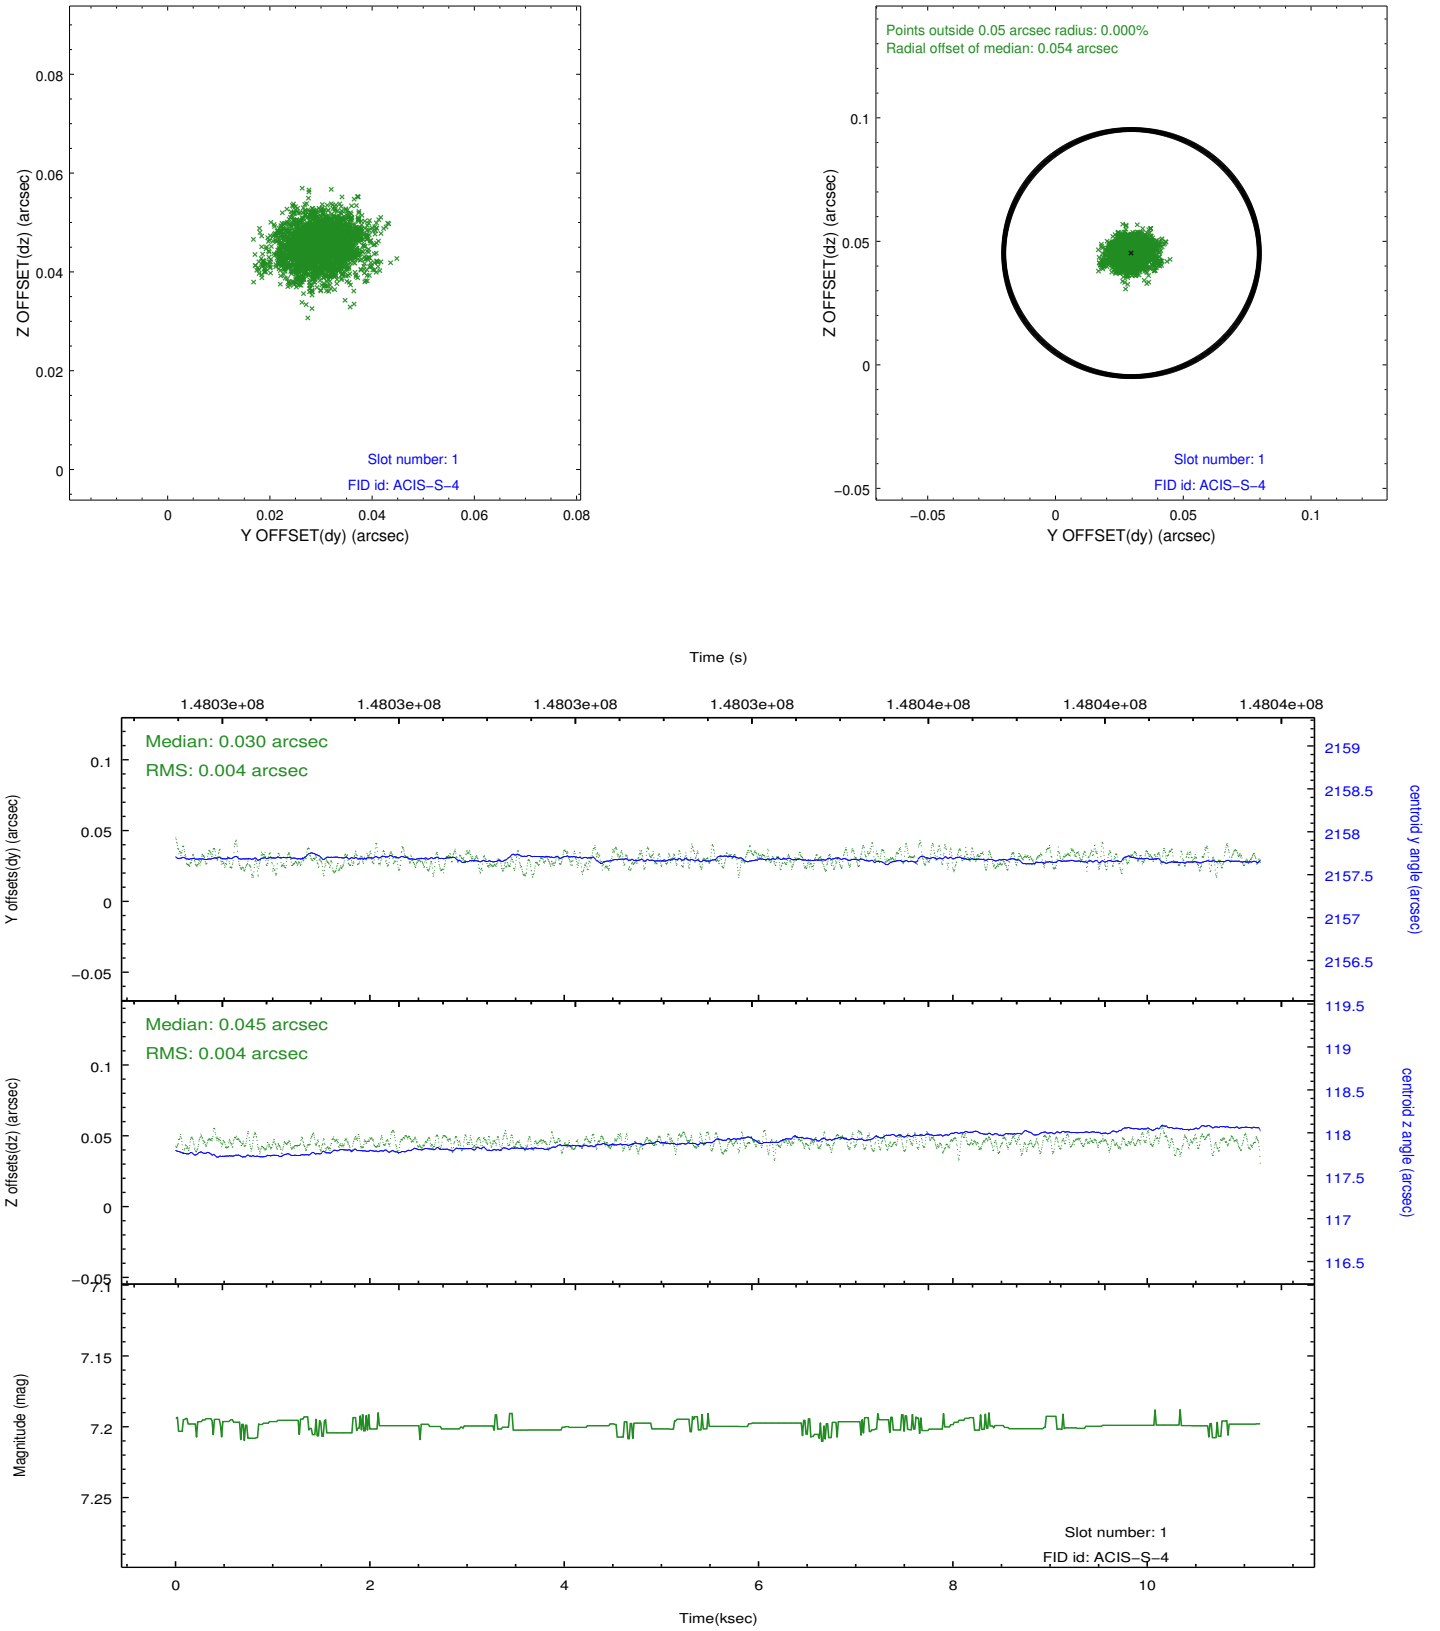 0.08
0.06
0.04
0.02
0
Z OFFSET(dz) (arcsec)
Slot number: 1
FID id: ACIS−S−4
0 0.02 0.04 0.06 0.08
Y OFFSET(dy) (arcsec)
Points outside 0.05 arcsec radius: 0.000%
Radial offset of median: 0.054 arcsec
0.1
0.05
0
−0.05
Z OFFSET(dz) (arcsec)
Slot number: 1
FID id: ACIS−S−4
−0.05 0 0.05 0.1
Y OFFSET(dy) (arcsec)
Time (s)
1.4803e+08 1.4803e+08 1.4803e+08 1.4803e+08 1.4804e+08 1.4804e+08 1.4804e+08
Median: 0.030 arcsec
RMS: 0.004 arcsec
0.1
0.05
0
−0.05
Y offsets(dy) (arcsec)
2159
2158.5
2158
2157.5
2157
2156.5
centroid y angle (arcsec)
Median: 0.045 arcsec
RMS: 0.004 arcsec
0.1
0.05
0
−0.05
Z offsets(dz) (arcsec)
119.5
119
118.5
118
117.5
117
116.5
centroid z angle (arcsec)
7.1
7.15
7.2
7.25
Magnitude (mag)
Slot number: 1
FID id: ACIS−S−4
0 2 4 6 8 10
Time(ksec)